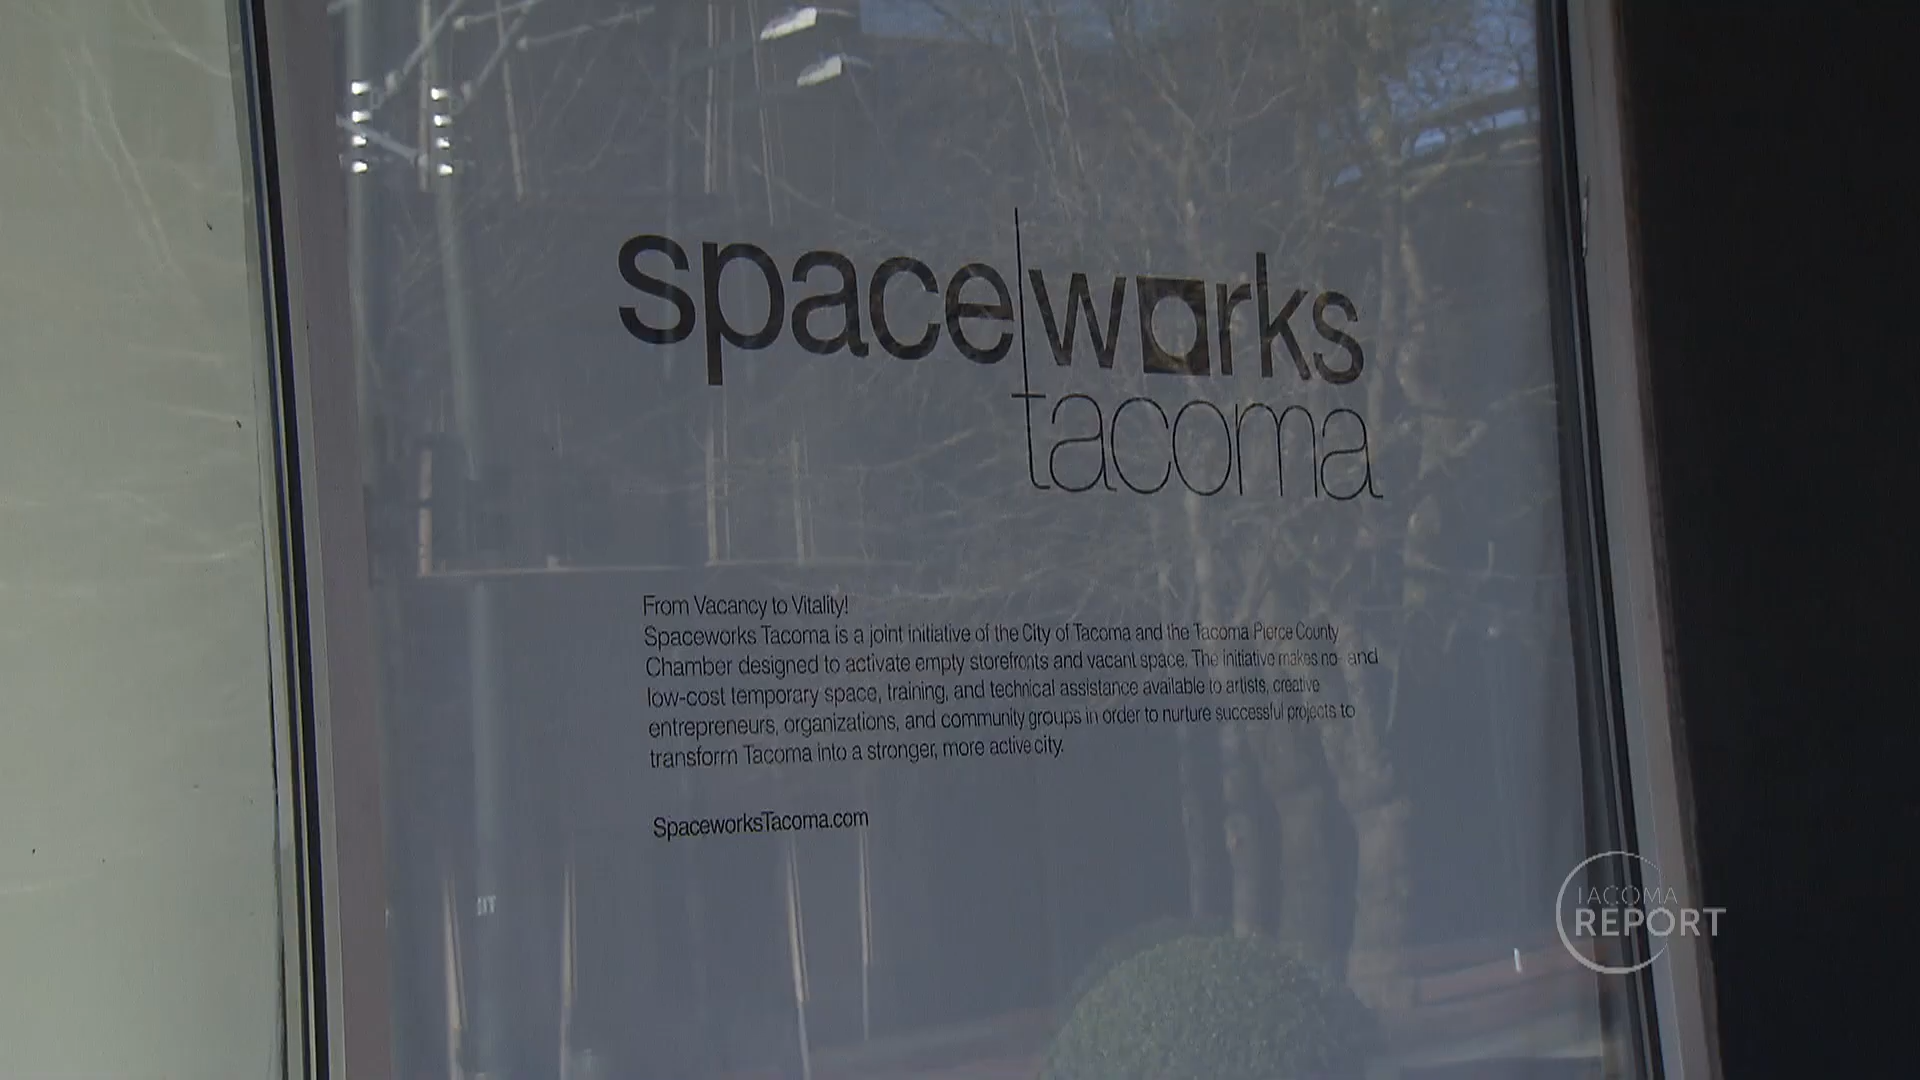 spaceworks
tacoma
From Vacancy to Vitality!
Spaceworks Tacoma is a joint initiative of the City of Tacoma and the Tacoma-Pierce County
Chamber designed to activate empty storefronts and vacant space. The initiative makes no- and
low-cost temporary space, training, and technical assistance available to artists, creative
entrepreneurs, organizations, and community groups in order to nurture successful projects to
transform Tacoma into a stronger, more active city.
SpaceworksTacoma.com
TACOMA
REPORT